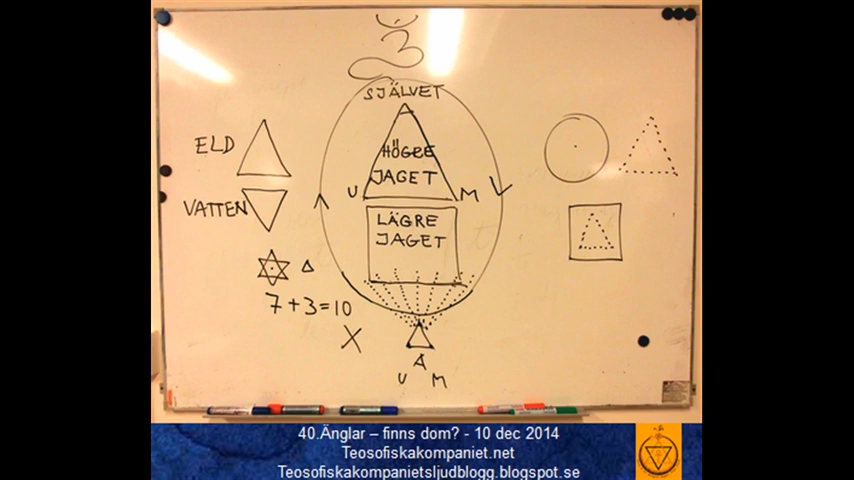 SJÄLVET
ELD
HÖGRE
JAGET
U M
VATTEN
LÄGRE
JAGET
7+3=10
X
A
U M
40.Änglar – finns dom? - 10 dec 2014
Teosofiskakompaniet.net
Teosofiskakompanietsljudblogg.blogspot.se